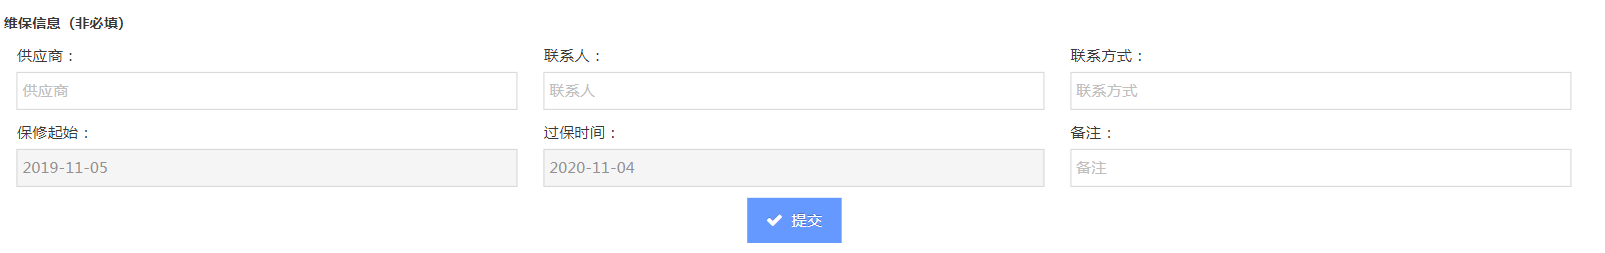 维保信息（非必填）
供应商： 联系人： 联系方式：
供应商 联系人 联系方式
保修起始： 过保时间： 备注：
2019-11-05 2020-11-04 备注
提交